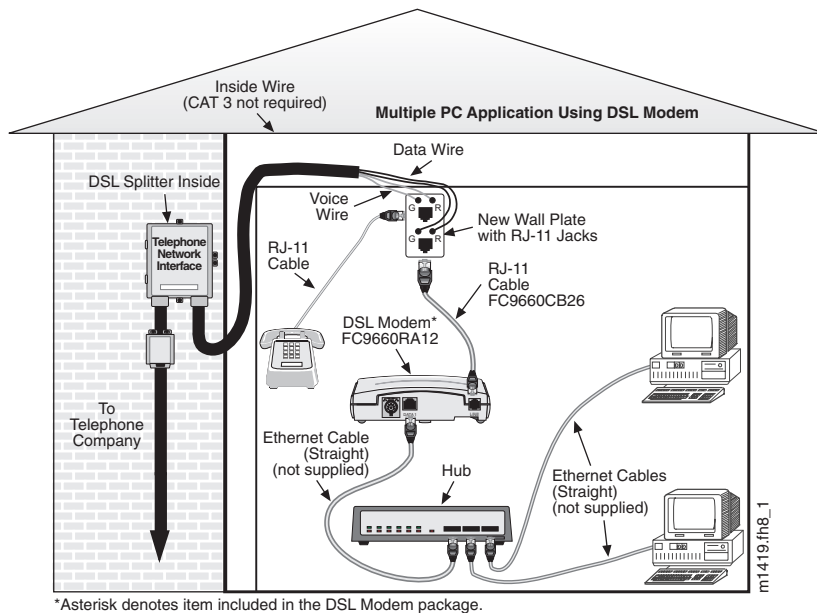 Inside Wire
(CAT 3 not required)
Multiple PC Application Using DSL Modem
Data Wire
DSL Splitter Inside
Voice
Wire
G R
G R
New Wall Plate
with RJ-11 Jacks
Telephone
Network
Interface
RJ-11
Cable
RJ-11
Cable
FC9660CB26
DSL Modem*
FC9660RA12
To
Telephone
Company
Ethernet Cable
(Straight)
(not supplied)
Hub
Ethernet Cables
(Straight)
(not supplied)
m1419.fh8_1
*Asterisk denotes item included in the DSL Modem package.